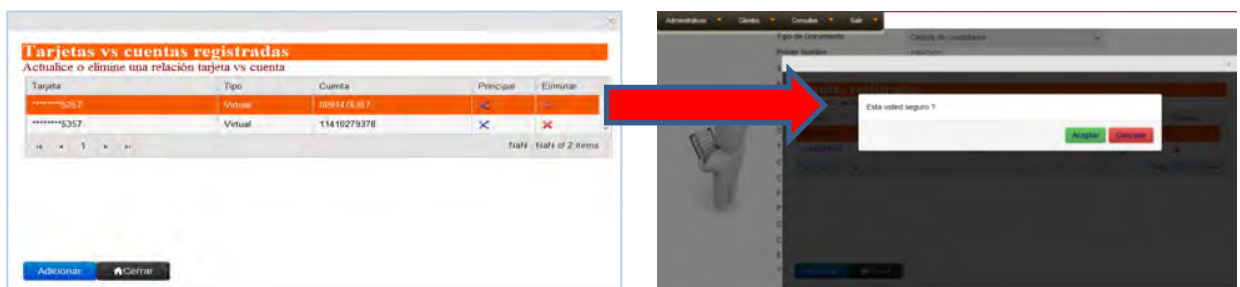 Tarjetas vs cuentas registradas
Actualice o elimine una relación tarjeta vs cuenta
Tarjeta Tipo Cuenta Principal Eliminar
********5357 Virtual
********5357 Virtual 11410279378
1 NaN - NaN of 2 items
Adicionar Cerrar
Administrativos Clientes Consultas Salir
Tipo de Documento Cédula de ciudadanía
Primer Nombre
Esta usted seguro ?
Aceptar Cancelar